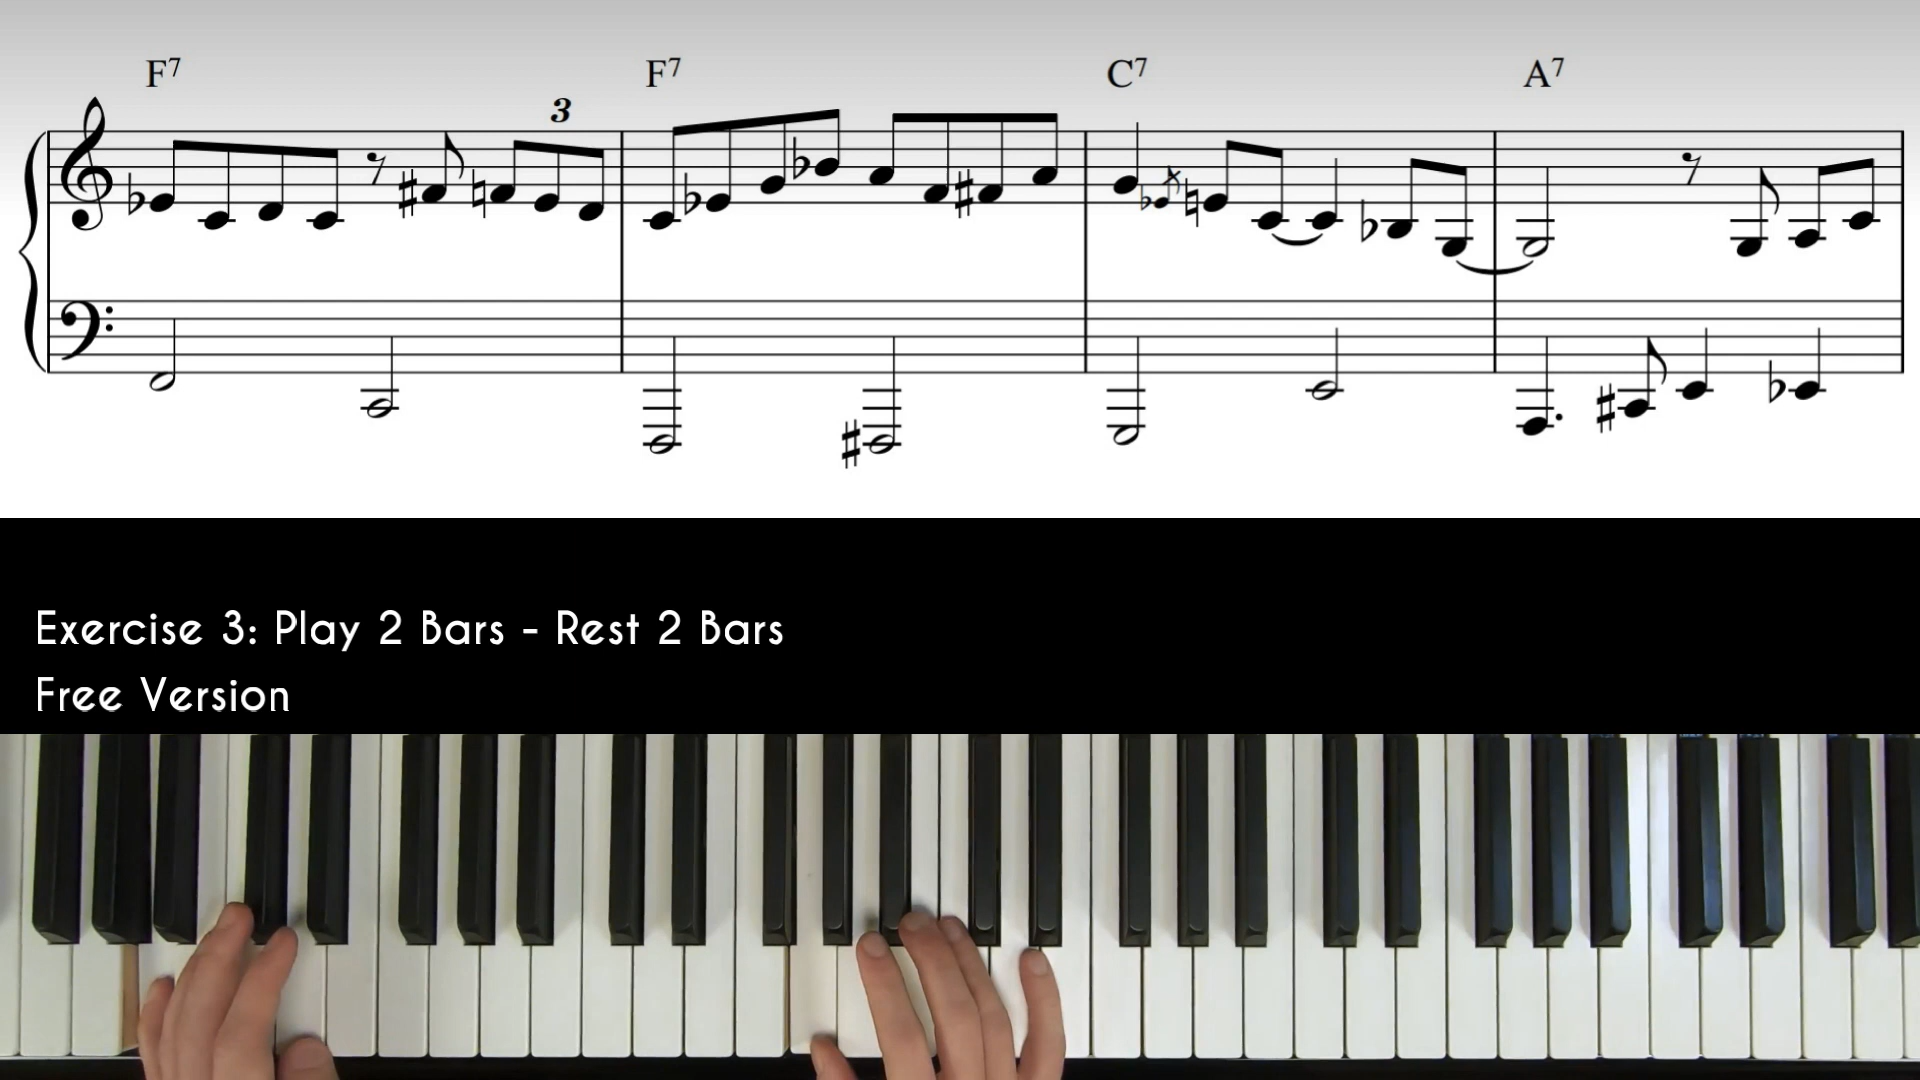 F7 F7 C7 A7
3
Exercise 3: Play 2 Bars - Rest 2 Bars
Free Version